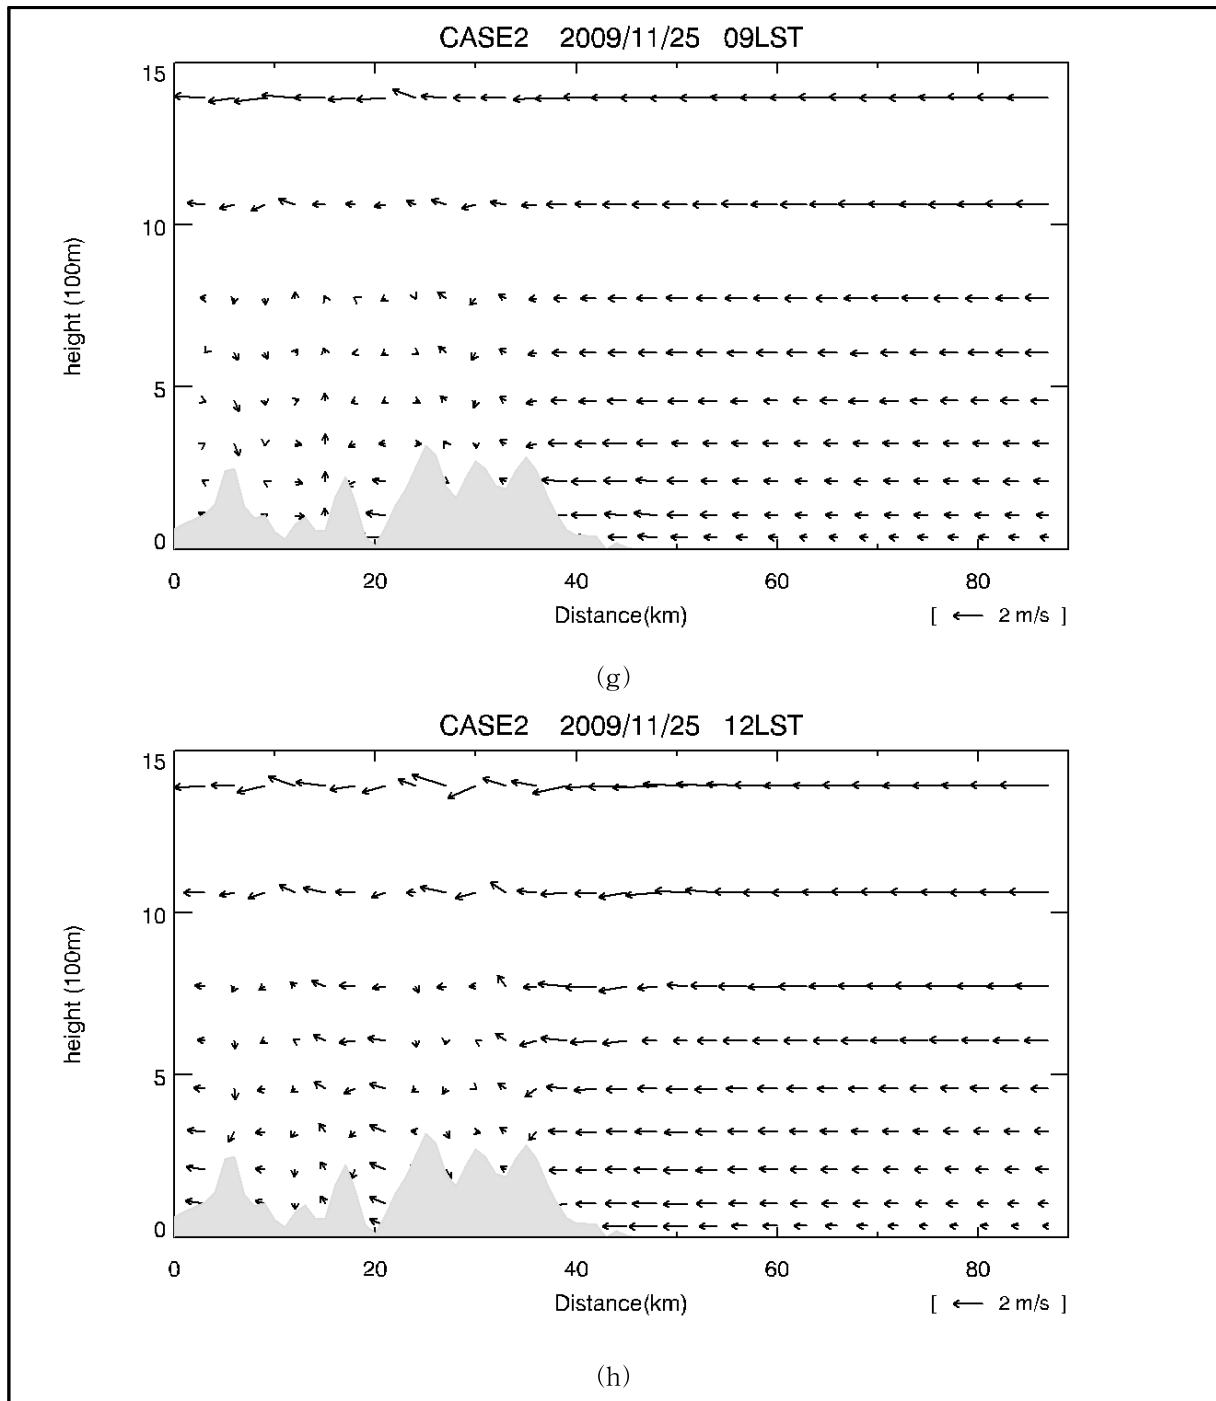 CASE2 2009/11/25 09LST
15
10
5
0
height (100m)
0 20 40 60 80
Distance(km)
[ ← 2 m/s ]
(g)
CASE2 2009/11/25 12LST
15
10
5
0
height (100m)
0 20 40 60 80
Distance(km)
[ ← 2 m/s ]
(h)